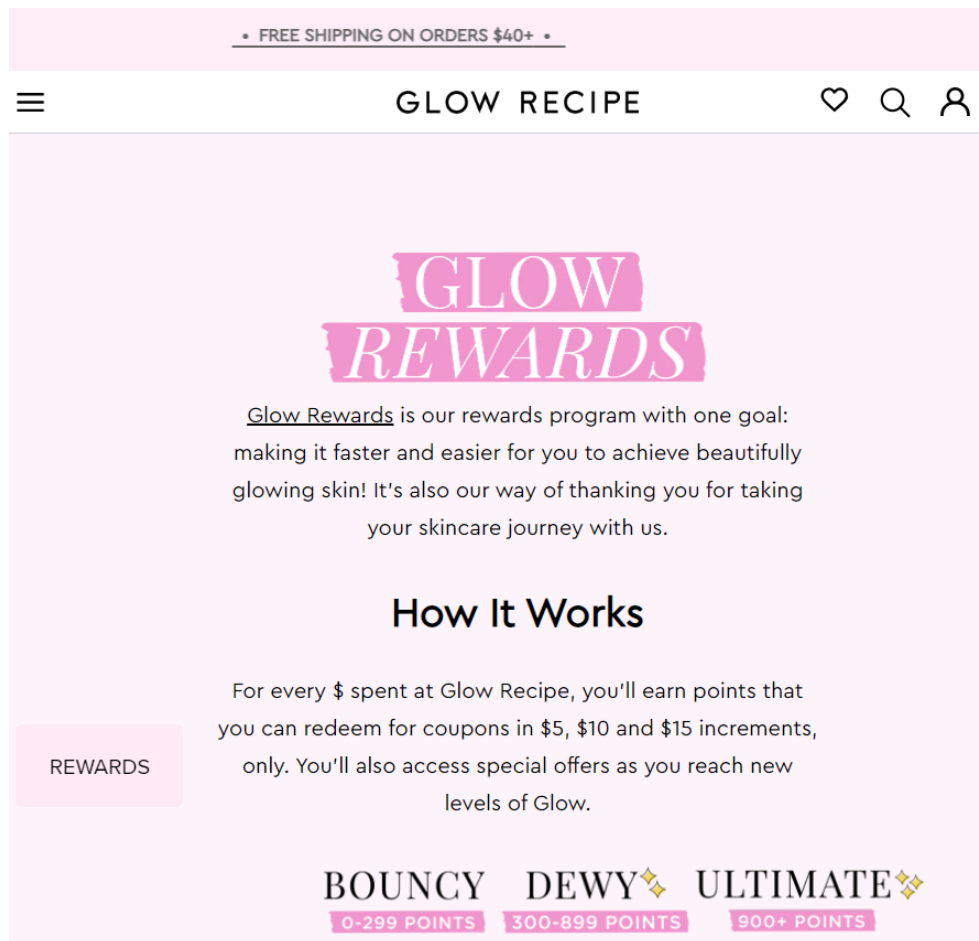 • FREE SHIPPING ON ORDERS $40+ •
GLOW RECIPE
GLOW
REWARDS
Glow Rewards is our rewards program with one goal:
making it faster and easier for you to achieve beautifully
glowing skin! It's also our way of thanking you for taking
your skincare journey with us.
How It Works
For every $ spent at Glow Recipe, you'll earn points that
you can redeem for coupons in $5, $10 and $15 increments,
only. You'll also access special offers as you reach new
levels of Glow.
REWARDS
BOUNCY DEWY ULTIMATE
0-299 POINTS 300-899 POINTS 900+ POINTS